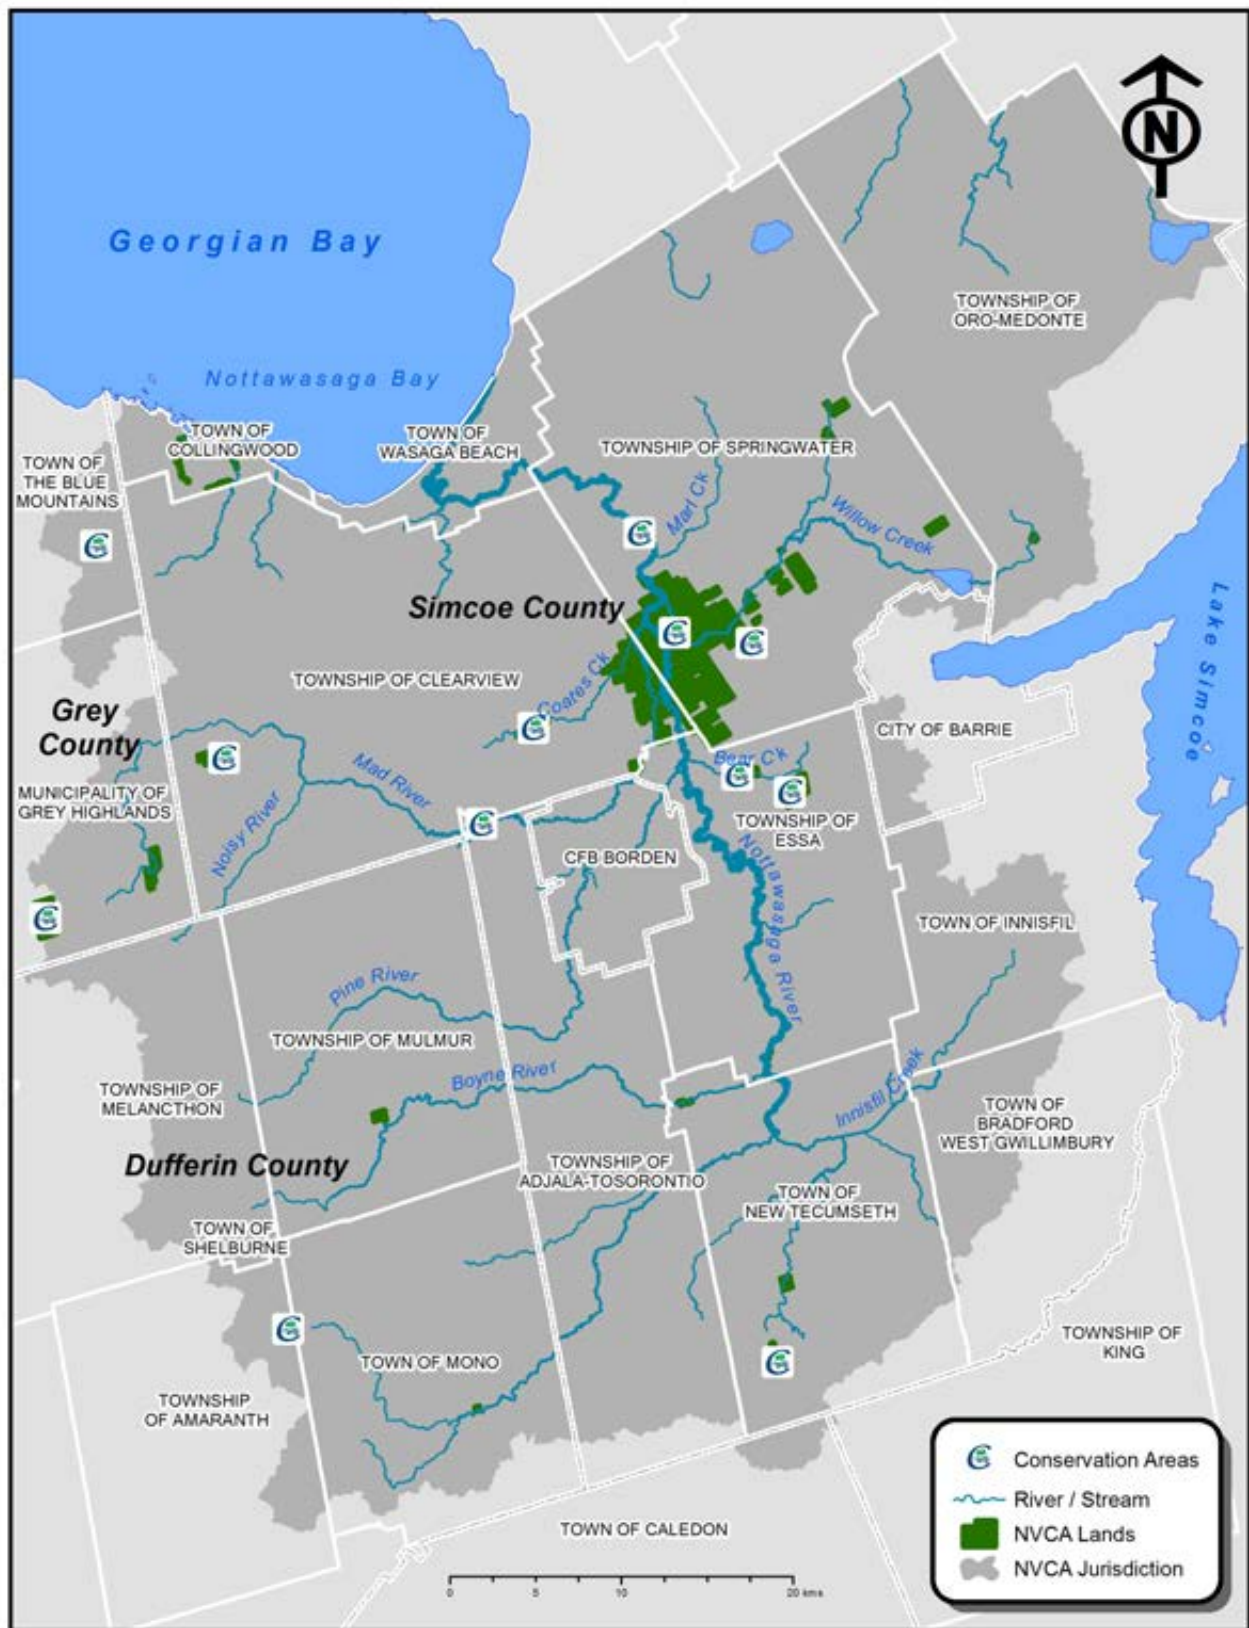 N
Georgian Bay
TOWNSHIP OF
ORO-MEDONTE
Nottawasaga Bay
TOWN OF
COLLINGWOOD
TOWN OF
WASAGA BEACH
TOWNSHIP OF SPRINGWATER
TOWN OF
THE BLUE
MOUNTAINS
Marl Ck
Willow Creek
Simcoe County
Lake Simcoe
Coates Ck
TOWNSHIP OF CLEARVIEW
Grey
County
CITY OF BARRIE
Bear Ck
Mad River
MUNICIPALITY OF
GREY HIGHLANDS
Noisy River
TOWNSHIP OF
ESSA
CFB BORDEN
Nottawasaga River
TOWN OF INNISFIL
Pine River
TOWNSHIP OF MULMUR
Boyne River
TOWNSHIP OF
MELANCTHON
Innisfil Creek
TOWN OF
BRADFORD
WEST GWILLIMBURY
Dufferin County
TOWNSHIP OF
ADJALA-TOSORONTIO
TOWN OF
NEW TECUMSETH
TOWN OF
SHELBURNE
TOWN OF MONO
TOWNSHIP OF
KING
TOWNSHIP
OF AMARANTH
TOWN OF CALEDON
Conservation Areas
River / Stream
NVCA Lands
NVCA Jurisdiction
0 5 10 20 kms